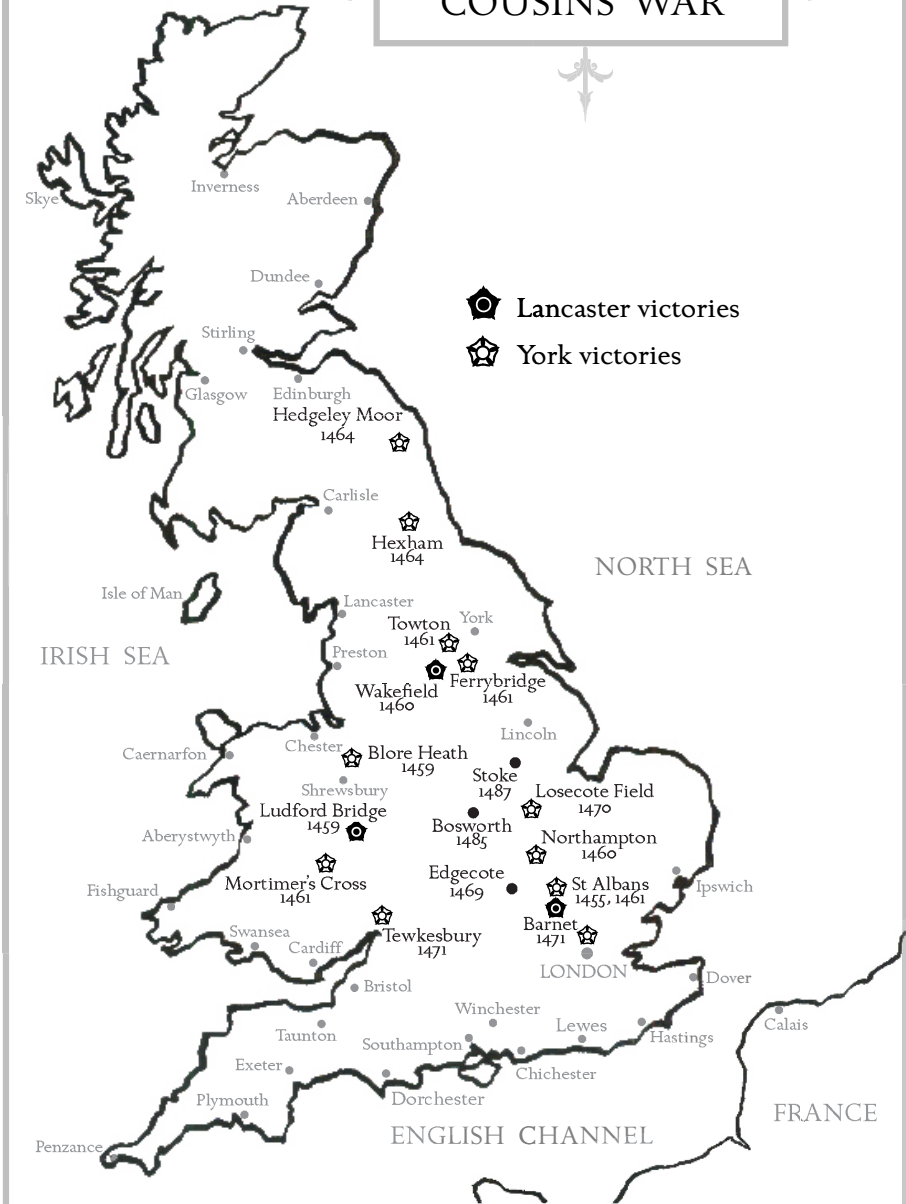 COUSINS' WAR
Inverness
Skye
Aberdeen
Dundee
Lancaster victories
Stirling
York victories
Glasgow
Edinburgh
Hedgeley Moor
1464
Carlisle
Hexham
1464
NORTH SEA
Isle of Man
Lancaster
Towton
1461
York
IRISH SEA
Preston
Wakefield
1460
Ferrybridge
1461
Lincoln
Chester
Caernarfon
Blore Heath
1459
Stoke
1487
Shrewsbury
Losecote Field
1470
Ludford Bridge
1459
Bosworth
1485
Aberystwyth
Northampton
1460
Edgecote
1469
Mortimer's Cross
1461
St Albans
1455, 1461
Fishguard
Ipswich
Barnet
1471
Swansea
Tewkesbury
1471
Cardiff
LONDON
Dover
Bristol
Winchester
Calais
Taunton
Lewes
Hastings
Southampton
Exeter
Chichester
Plymouth
Dorchester
FRANCE
ENGLISH CHANNEL
Penzance